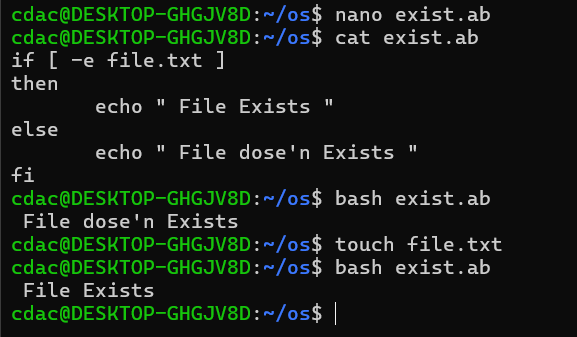 cdac@DESKTOP-GHGJV8D:~/os$ nano exist.ab
cdac@DESKTOP-GHGJV8D:~/os$ cat exist.ab
if [ -e file.txt ]
then
        echo " File Exists "
else
        echo " File dose'n Exists "
fi
cdac@DESKTOP-GHGJV8D:~/os$ bash exist.ab
 File dose'n Exists
cdac@DESKTOP-GHGJV8D:~/os$ touch file.txt
cdac@DESKTOP-GHGJV8D:~/os$ bash exist.ab
 File Exists
cdac@DESKTOP-GHGJV8D:~/os$